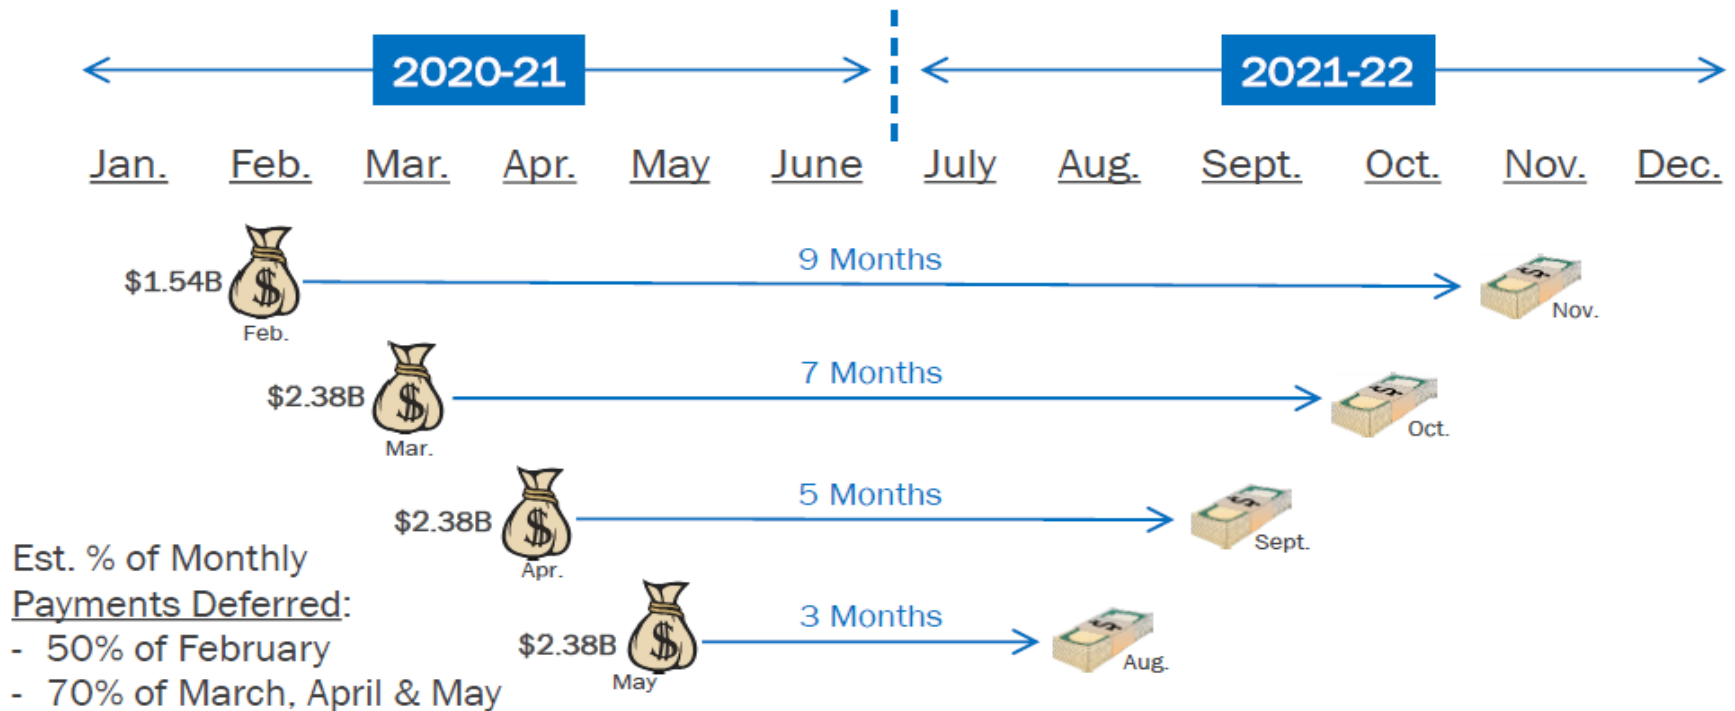 2020-21 2021-22
Jan. Feb. Mar. Apr. May June July Aug. Sept. Oct. Nov. Dec.
$1.54B $ 9 Months $
Feb. Nov.
$2.38B $ 7 Months $
Mar. Oct.
$2.38B $ 5 Months $
Apr. Sept.
$2.38B $ 3 Months $
May Aug.
Est. % of Monthly
Payments Deferred:
- 50% of February
- 70% of March, April & May